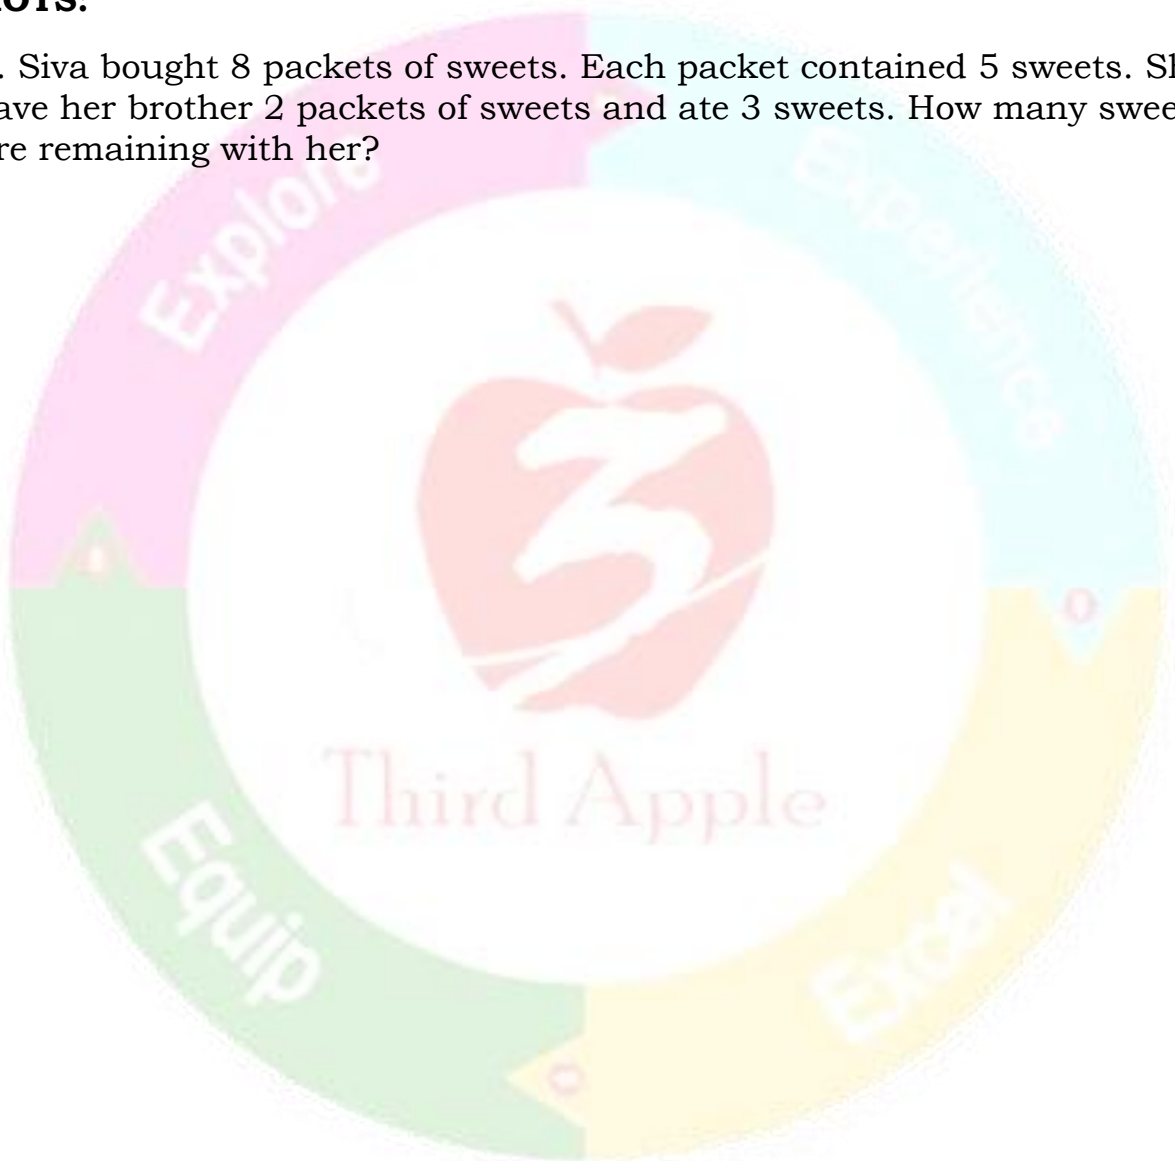 . Siva bought 8 packets of sweets. Each packet contained 5 sweets. Sh
ave her brother 2 packets of sweets and ate 3 sweets. How many swee
re remaining with her?
Explore
Experience
3
Third Apple
Equip
Excel